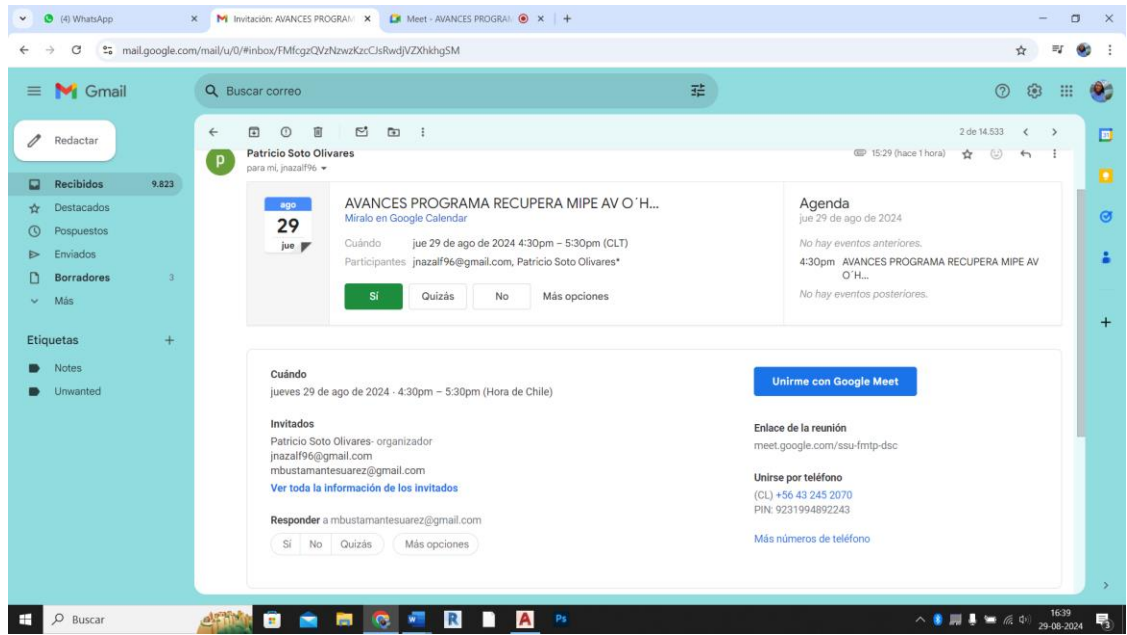 (4) WhatsApp
Invitación: AVANCES PROGRAM
Meet - AVANCES PROGRAM
mail.google.com/mail/u/0/#inbox/FMfcgzQVzNzwzKzcCJsRwdjVZXhkhgSM
Gmail
Buscar correo
Redactar
2 de 14.533
Recibidos 9.823
Destacados
Pospuestos
Enviados
Borradores 3
Más
Etiquetas
Notes
Unwanted
p
Patricio Soto Olivares
15:29 (hace 1 hora)
para mí, jnazalf96
ago
29
jue
AVANCES PROGRAMA RECUPERA MIPE AV O´H...
Míralo en Google Calendar
Cuándo jue 29 de ago de 2024 4:30pm – 5:30pm (CLT)
Participantes jnazalf96@gmail.com, Patricio Soto Olivares*
Sí Quizás No Más opciones
Agenda
jue 29 de ago de 2024
No hay eventos anteriores.
4:30pm AVANCES PROGRAMA RECUPERA MIPE AV
O´H...
No hay eventos posteriores.
Cuándo
jueves 29 de ago de 2024 · 4:30pm – 5:30pm (Hora de Chile)
Invitados
Patricio Soto Olivares- organizador
jnazalf96@gmail.com
mbustamantesuarez@gmail.com
Ver toda la información de los invitados
Responder a mbustamantesuarez@gmail.com
Sí No Quizás Más opciones
Unirme con Google Meet
Enlace de la reunión
meet.google.com/ssu-fmtp-dsc
Unirse por teléfono
(CL) +56 43 245 2070
PIN: 9231994892243
Más números de teléfono
Buscar
16:39
29-08-2024